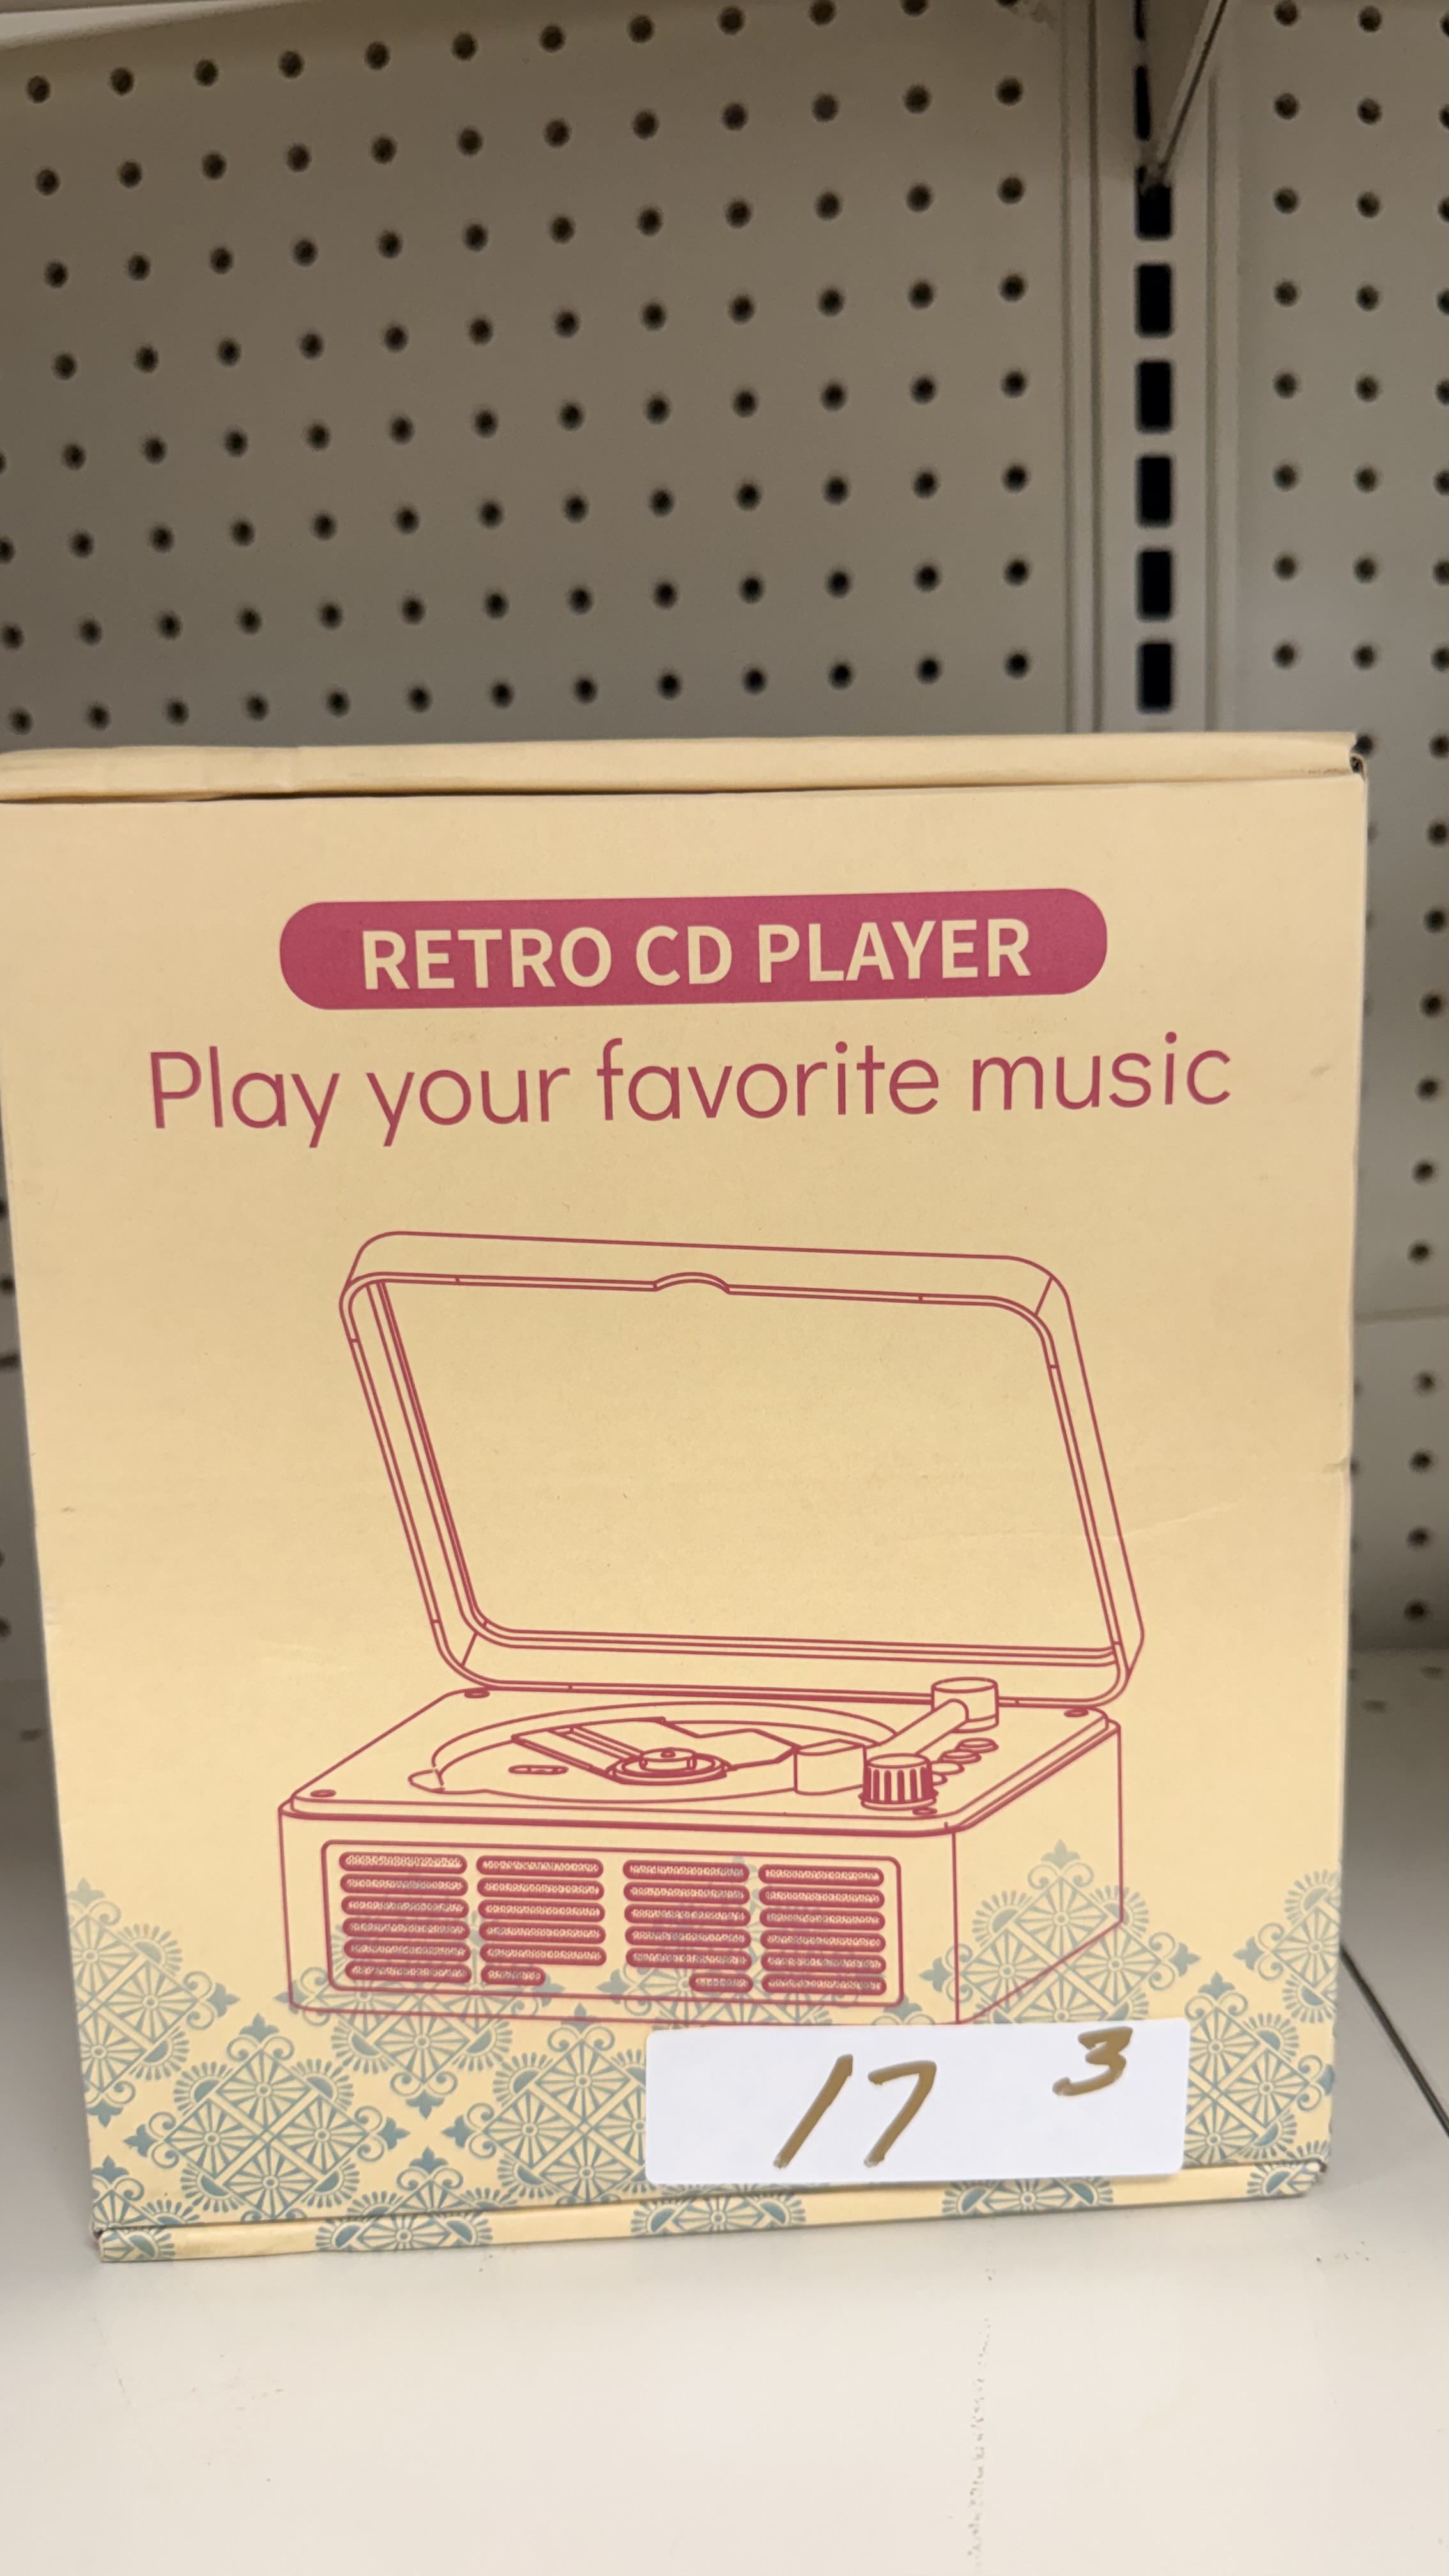 RETRO CD PLAYER
Play your favorite music
17 3